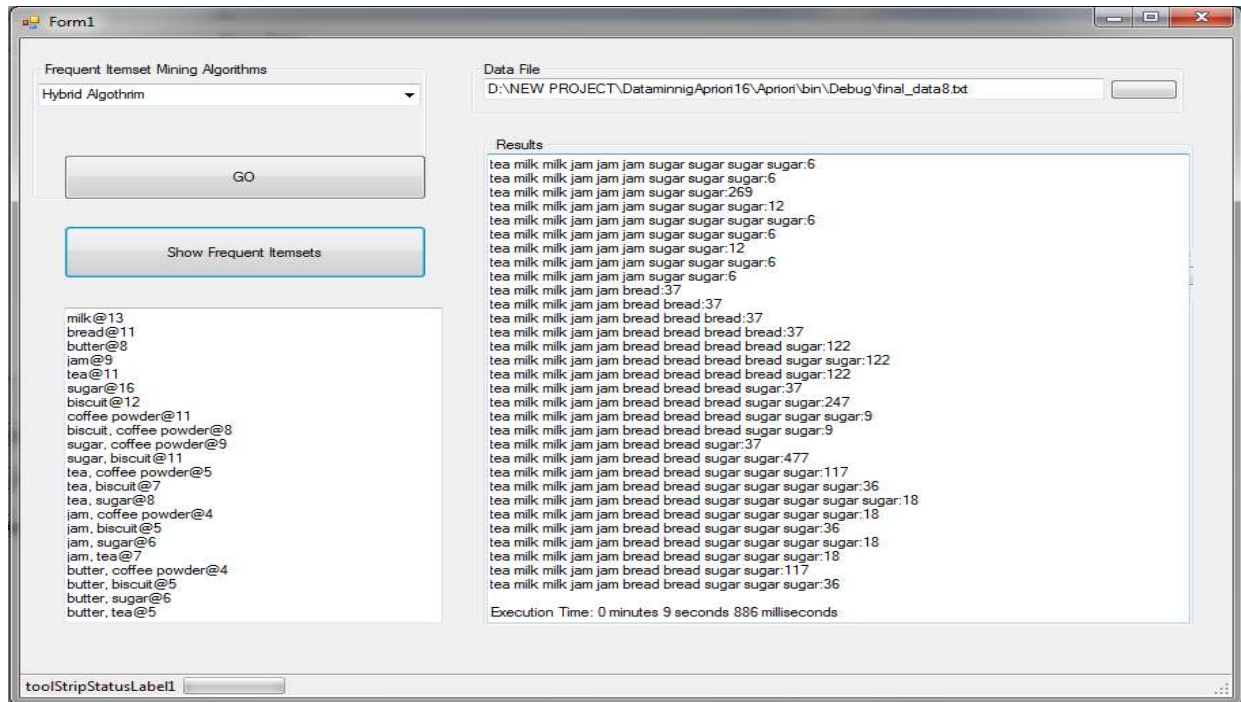 Form1
Frequent Itemset Mining Algorithms
Hybrid Algothrim
GO
Show Frequent Itemsets
milk@13
bread@11
butter@8
jam@9
tea@11
sugar@16
biscuit@12
coffee powder@11
biscuit, coffee powder@8
sugar, coffee powder@9
sugar, biscuit@11
tea, coffee powder@5
tea, biscuit@7
tea, sugar@8
jam, coffee powder@4
jam, biscuit@5
jam, sugar@6
jam, tea@7
butter, coffee powder@4
butter, biscuit@5
butter, sugar@6
butter, tea@5
Data File
D:\NEW PROJECT\DataminnigApriori16\Apriori\bin\Debug\final_data8.txt
Results
tea milk milk jam jam jam sugar sugar sugar sugar:6
tea milk milk jam jam jam sugar sugar sugar:6
tea milk milk jam jam jam sugar sugar:269
tea milk milk jam jam jam sugar sugar sugar:12
tea milk milk jam jam jam sugar sugar sugar sugar:6
tea milk milk jam jam jam sugar sugar sugar:6
tea milk milk jam jam jam sugar sugar:12
tea milk milk jam jam jam sugar sugar sugar:6
tea milk milk jam jam jam sugar sugar:6
tea milk milk jam jam bread:37
tea milk milk jam jam bread bread:37
tea milk milk jam jam bread bread bread:37
tea milk milk jam jam bread bread bread bread:37
tea milk milk jam jam bread bread bread bread sugar:122
tea milk milk jam jam bread bread bread bread sugar sugar:122
tea milk milk jam jam bread bread bread bread sugar:122
tea milk milk jam jam bread bread bread sugar:37
tea milk milk jam jam bread bread bread sugar sugar:247
tea milk milk jam jam bread bread bread sugar sugar sugar:9
tea milk milk jam jam bread bread bread sugar sugar:9
tea milk milk jam jam bread bread sugar:37
tea milk milk jam jam bread bread sugar sugar:477
tea milk milk jam jam bread bread sugar sugar sugar:117
tea milk milk jam jam bread bread sugar sugar sugar sugar:36
tea milk milk jam jam bread bread sugar sugar sugar sugar sugar:18
tea milk milk jam jam bread bread sugar sugar sugar sugar:18
tea milk milk jam jam bread bread sugar sugar sugar:36
tea milk milk jam jam bread bread sugar sugar sugar sugar:18
tea milk milk jam jam bread bread sugar sugar sugar:18
tea milk milk jam jam bread bread sugar sugar:117
tea milk milk jam jam bread bread sugar sugar sugar:36
Execution Time: 0 minutes 9 seconds 886 milliseconds
toolStripStatusLabel1